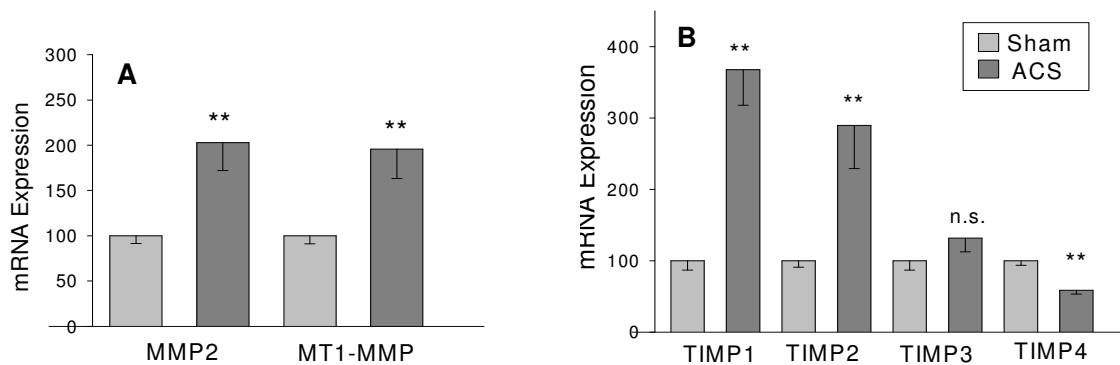 A
mRNA Expression
300
250
200
150
100
50
0
**
**
MMP2
MT1-MMP
B
Sham
ACS
mRNA Expression
400
300
200
100
0
**
**
n.s.
**
TIMP1
TIMP2
TIMP3
TIMP4